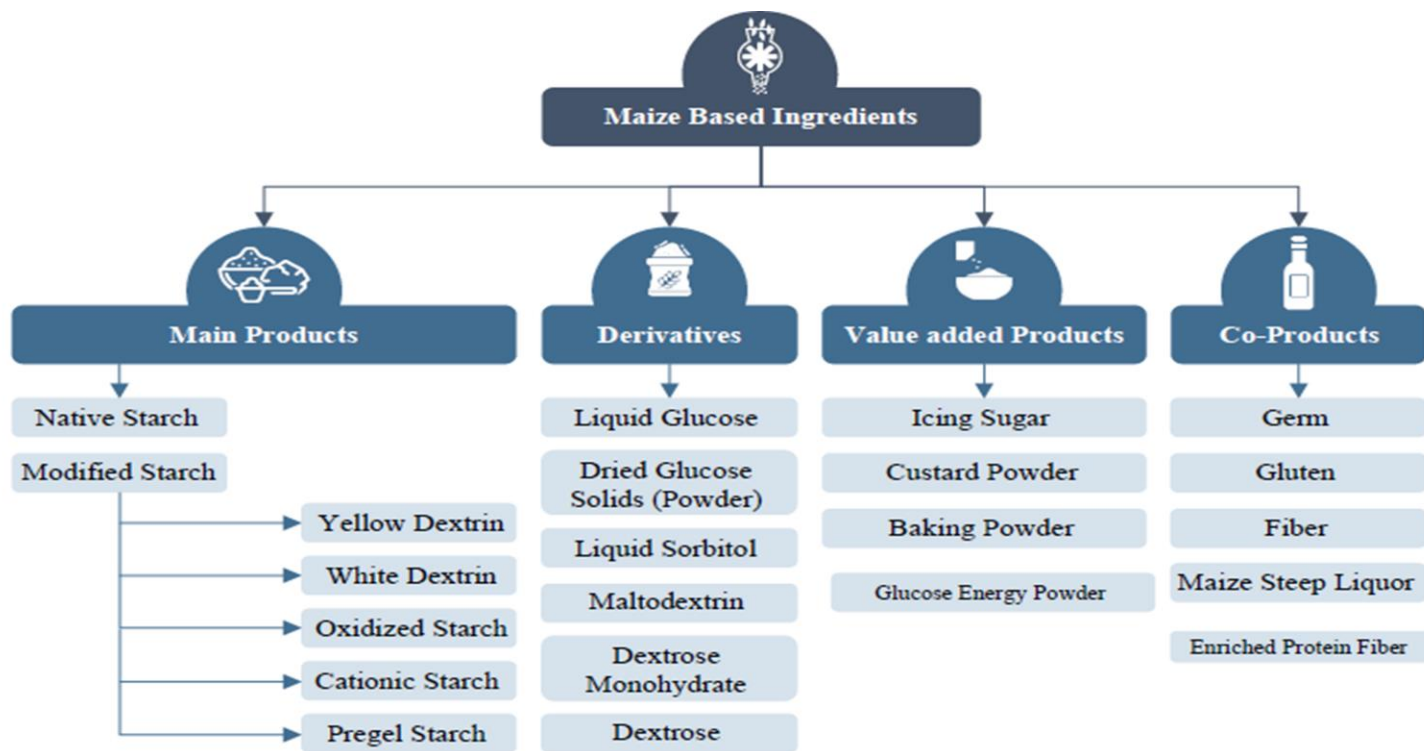 Maize Based Ingredients
Main Products
Native Starch
Modified Starch
Yellow Dextrin
White Dextrin
Oxidized Starch
Cationic Starch
Pregel Starch
Derivatives
Liquid Glucose
Dried Glucose
Solids (Powder)
Liquid Sorbitol
Maltodextrin
Dextrose
Monohydrate
Dextrose
Value added Products
Icing Sugar
Custard Powder
Baking Powder
Glucose Energy Powder
Co-Products
Germ
Gluten
Fiber
Maize Steep Liquor
Enriched Protein Fiber